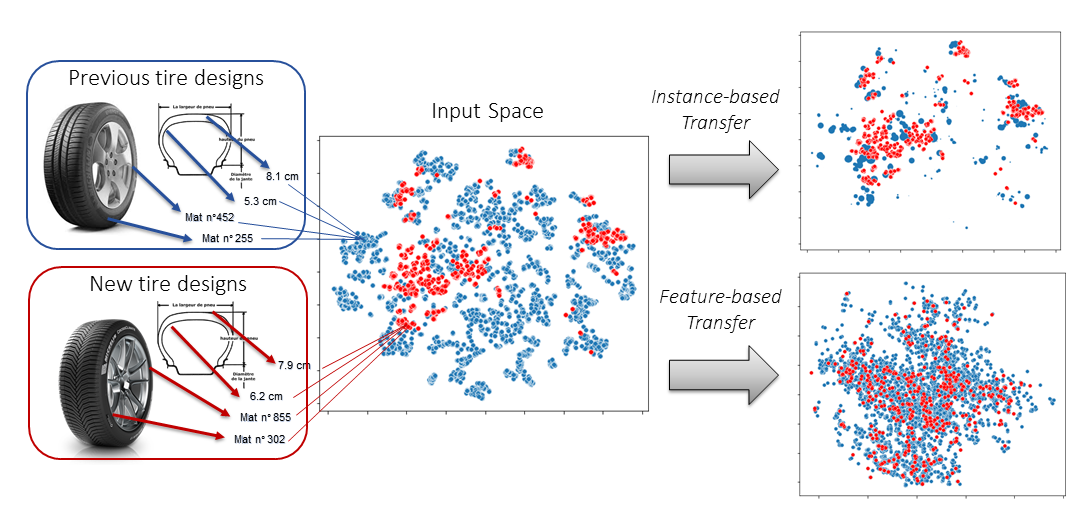 Previous tire designs
La largeur de pneu
hauteur du pneu
Diamètre
de la jante
8.1 cm
5.3 cm
Mat n°452
Mat n°255
New tire designs
La largeur de pneu
hauteur du pneu
Diamètre
de la jante
7.9 cm
6.2 cm
Mat n°855
Mat n°302
Input Space
Instance-based
Transfer
Feature-based
Transfer